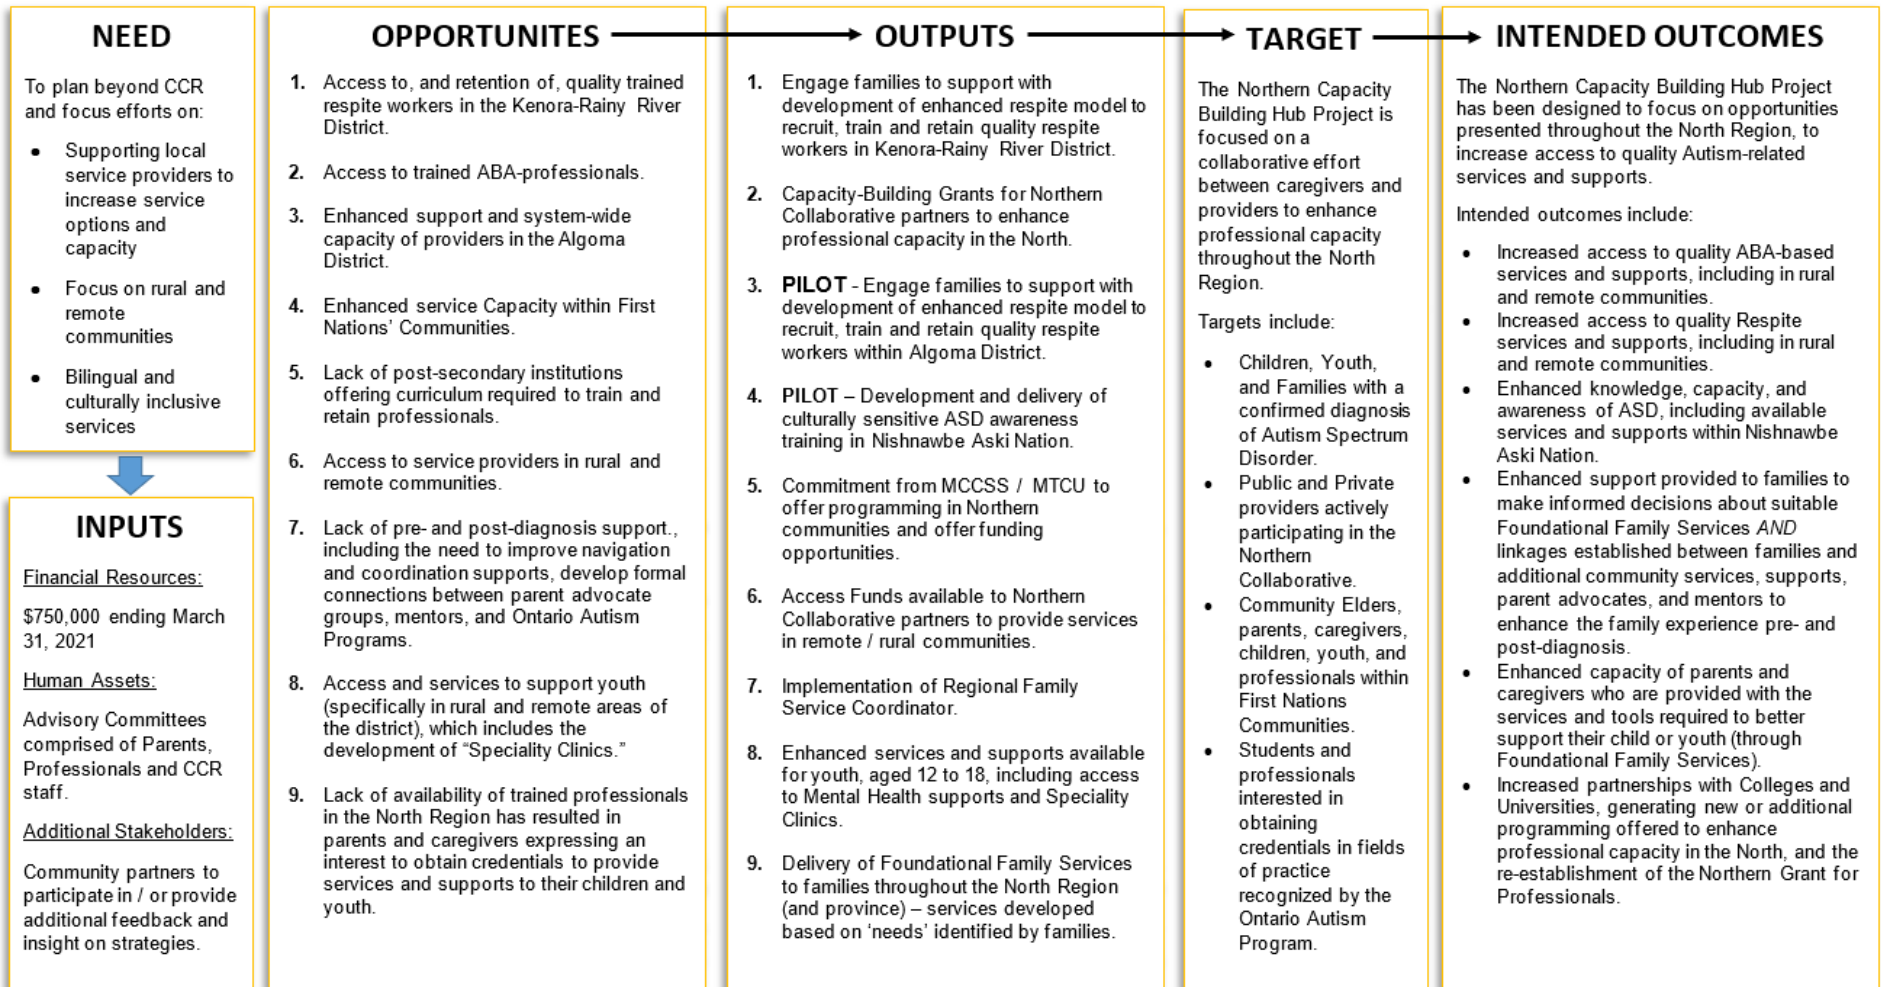 NEED
To plan beyond CCR
and focus efforts on:
● Supporting local
service providers to
increase service
options and
capacity
● Focus on rural and
remote
communities
● Bilingual and
culturally inclusive
services
INPUTS
Financial Resources:
$750,000 ending March
31, 2021
Human Assets:
Advisory Committees
comprised of Parents,
Professionals and CCR
staff.
Additional Stakeholders:
Community partners to
participate in / or provide
additional feedback and
insight on strategies.
OPPORTUNITES
1. Access to, and retention of, quality trained
respite workers in the Kenora-Rainy River
District.
2. Access to trained ABA-professionals.
3. Enhanced support and system-wide
capacity of providers in the Algoma
District.
4. Enhanced service Capacity within First
Nations’ Communities.
5. Lack of post-secondary institutions
offering curriculum required to train and
retain professionals.
6. Access to service providers in rural and
remote communities.
7. Lack of pre- and post-diagnosis support.,
including the need to improve navigation
and coordination supports, develop formal
connections between parent advocate
groups, mentors, and Ontario Autism
Programs.
8. Access and services to support youth
(specifically in rural and remote areas of
the district), which includes the
development of “Speciality Clinics.”
9. Lack of availability of trained professionals
in the North Region has resulted in
parents and caregivers expressing an
interest to obtain credentials to provide
services and supports to their children and
youth.
OUTPUTS
1. Engage families to support with
development of enhanced respite model to
recruit, train and retain quality respite
workers in Kenora-Rainy River District.
2. Capacity-Building Grants for Northern
Collaborative partners to enhance
professional capacity in the North.
3. PILOT - Engage families to support with
development of enhanced respite model to
recruit, train and retain quality respite
workers within Algoma District.
4. PILOT – Development and delivery of
culturally sensitive ASD awareness
training in Nishnawbe Aski Nation.
5. Commitment from MCCSS / MTCU to
offer programming in Northern
communities and offer funding
opportunities.
6. Access Funds available to Northern
Collaborative partners to provide services
in remote / rural communities.
7. Implementation of Regional Family
Service Coordinator.
8. Enhanced services and supports available
for youth, aged 12 to 18, including access
to Mental Health supports and Speciality
Clinics.
9. Delivery of Foundational Family Services
to families throughout the North Region
(and province) – services developed
based on ‘needs’ identified by families.
TARGET
The Northern Capacity
Building Hub Project is
focused on a
collaborative effort
between caregivers and
providers to enhance
professional capacity
throughout the North
Region.
Targets include:
● Children, Youth,
and Families with a
confirmed diagnosis
of Autism Spectrum
Disorder.
● Public and Private
providers actively
participating in the
Northern
Collaborative.
● Community Elders,
parents, caregivers,
children, youth, and
professionals within
First Nations
Communities.
● Students and
professionals
interested in
obtaining
credentials in fields
of practice
recognized by the
Ontario Autism
Program.
INTENDED OUTCOMES
The Northern Capacity Building Hub Project
has been designed to focus on opportunities
presented throughout the North Region, to
increase access to quality Autism-related
services and supports.
Intended outcomes include:
● Increased access to quality ABA-based
services and supports, including in rural
and remote communities.
● Increased access to quality Respite
services and supports, including in rural
and remote communities.
● Enhanced knowledge, capacity, and
awareness of ASD, including available
services and supports within Nishnawbe
Aski Nation.
● Enhanced support provided to families to
make informed decisions about suitable
Foundational Family Services AND
linkages established between families and
additional community services, supports,
parent advocates, and mentors to
enhance the family experience pre- and
post-diagnosis.
● Enhanced capacity of parents and
caregivers who are provided with the
services and tools required to better
support their child or youth (through
Foundational Family Services).
● Increased partnerships with Colleges and
Universities, generating new or additional
programming offered to enhance
professional capacity in the North, and the
re-establishment of the Northern Grant for
Professionals.